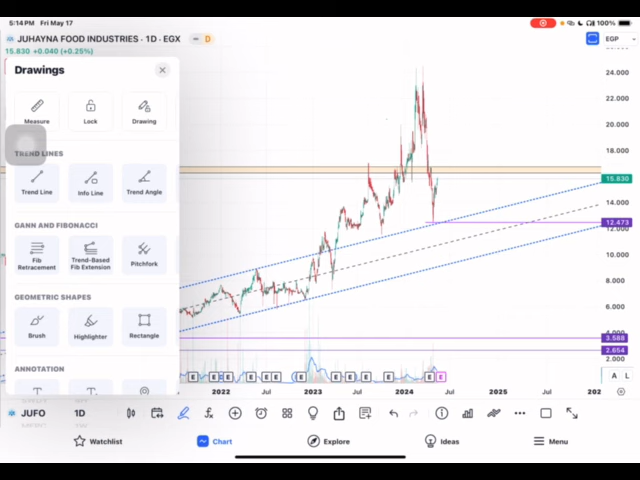 5:14 PM Fri May 17
100%
JUHAYNA FOOD INDUSTRIES · 1D · EGX
D
EGP
15.830 +0.040 (+0.25%)
Drawings
Measure
Lock
Drawing
TREND LINES
Trend Line
Info Line
Trend Angle
GANN AND FIBONACCI
Fib Retracement
Trend-Based Fib Extension
Pitchfork
GEOMETRIC SHAPES
Brush
Highlighter
Rectangle
ANNOTATION
24.000
22.000
20.000
18.000
15.830
14.000
12.473
12.000
10.000
8.000
6.000
3.588
2.654
2.000
E E E E E E E E E E E E E E
2022
Jul
2023
Jul
2024
Jul
2025
Jul
202
A L
JUFO
1D
Watchlist
Chart
Explore
Ideas
Menu